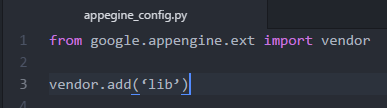 appegine_config.py
1 from google.appengine.ext import vendor
2
3 vendor.add(‘lib’)